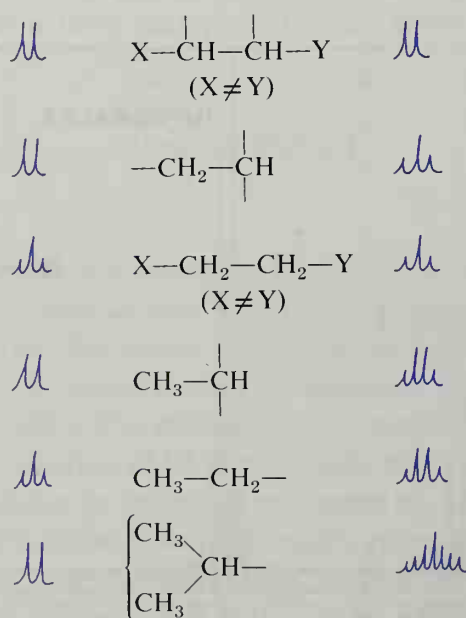 X—CH—CH—Y
(X≠Y)
—CH₂—CH
X—CH₂—CH₂—Y
(X≠Y)
CH₃—CH
CH₃—CH₂—
CH₃
CH—
CH₃